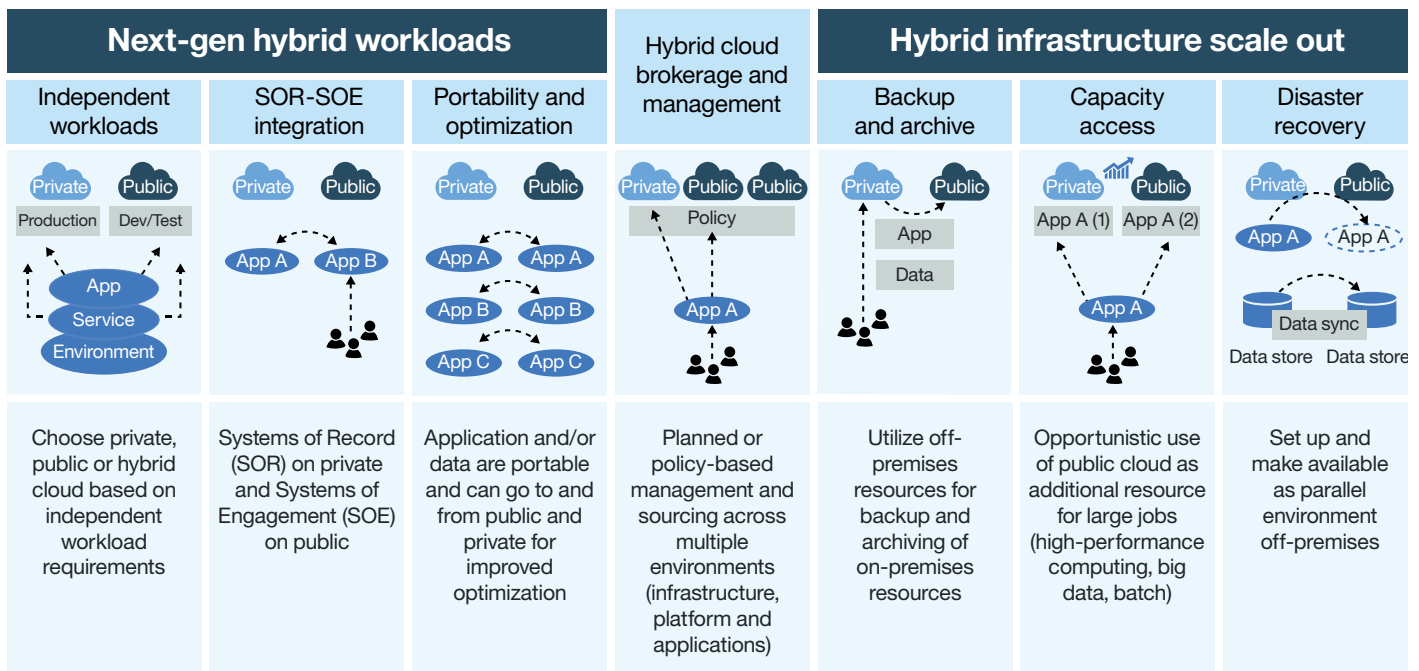 Next-gen hybrid workloads
Hybrid cloud
brokerage and
management
Hybrid infrastructure scale out
Independent
workloads
SOR-SOE
integration
Portability and
optimization
Backup
and archive
Capacity
access
Disaster
recovery
Private
Public
Production
Dev/Test
App
Service
Environment
Choose private,
public or hybrid
cloud based on
independent
workload
requirements
Private
Public
App A
App B
Systems of Record
(SOR) on private
and Systems of
Engagement (SOE)
on public
Private
Public
App A
App A
App B
App B
App C
App C
Application and/or
data are portable
and can go to and
from public and
private for
improved
optimization
Private
Public
Public
Policy
App A
Planned or
policy-based
management and
sourcing across
multiple
environments
(infrastructure,
platform and
applications)
Private
Public
App
Data
Utilize off-
premises
resources for
backup and
archiving of
on-premises
resources
Private
Public
App A (1)
App A (2)
App A
Opportunistic use
of public cloud as
additional resource
for large jobs
(high-performance
computing, big
data, batch)
Private
Public
App A
App A
Data sync
Data store
Data store
Set up and
make available
as parallel
environment
off-premises